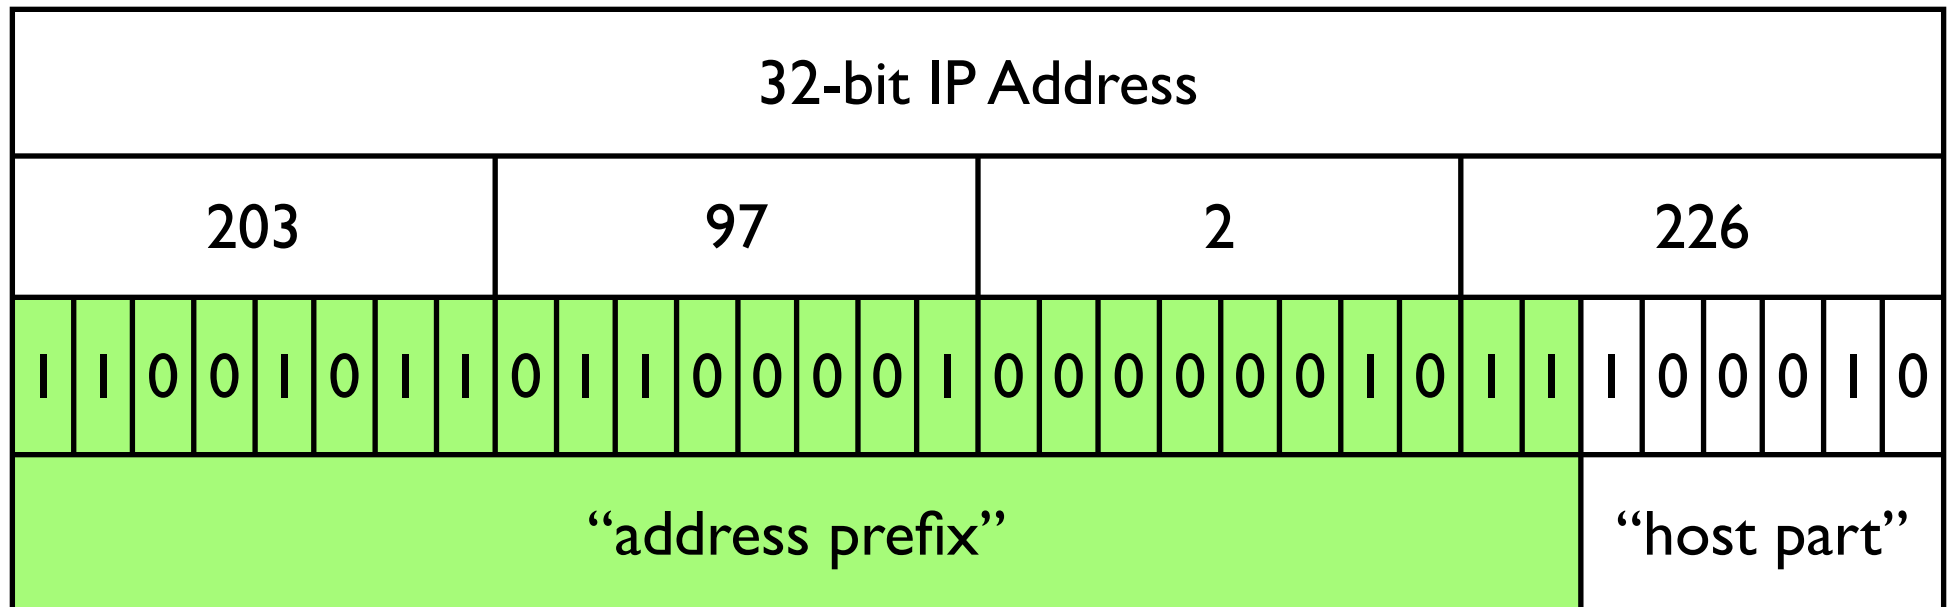 32-bit IP Address
203 97 2 226
1 1 0 0 1 0 1 1 0 1 1 0 0 0 0 1 0 0 0 0 0 0 1 0 1 1 1 0 0 0 1 0
“address prefix” “host part”